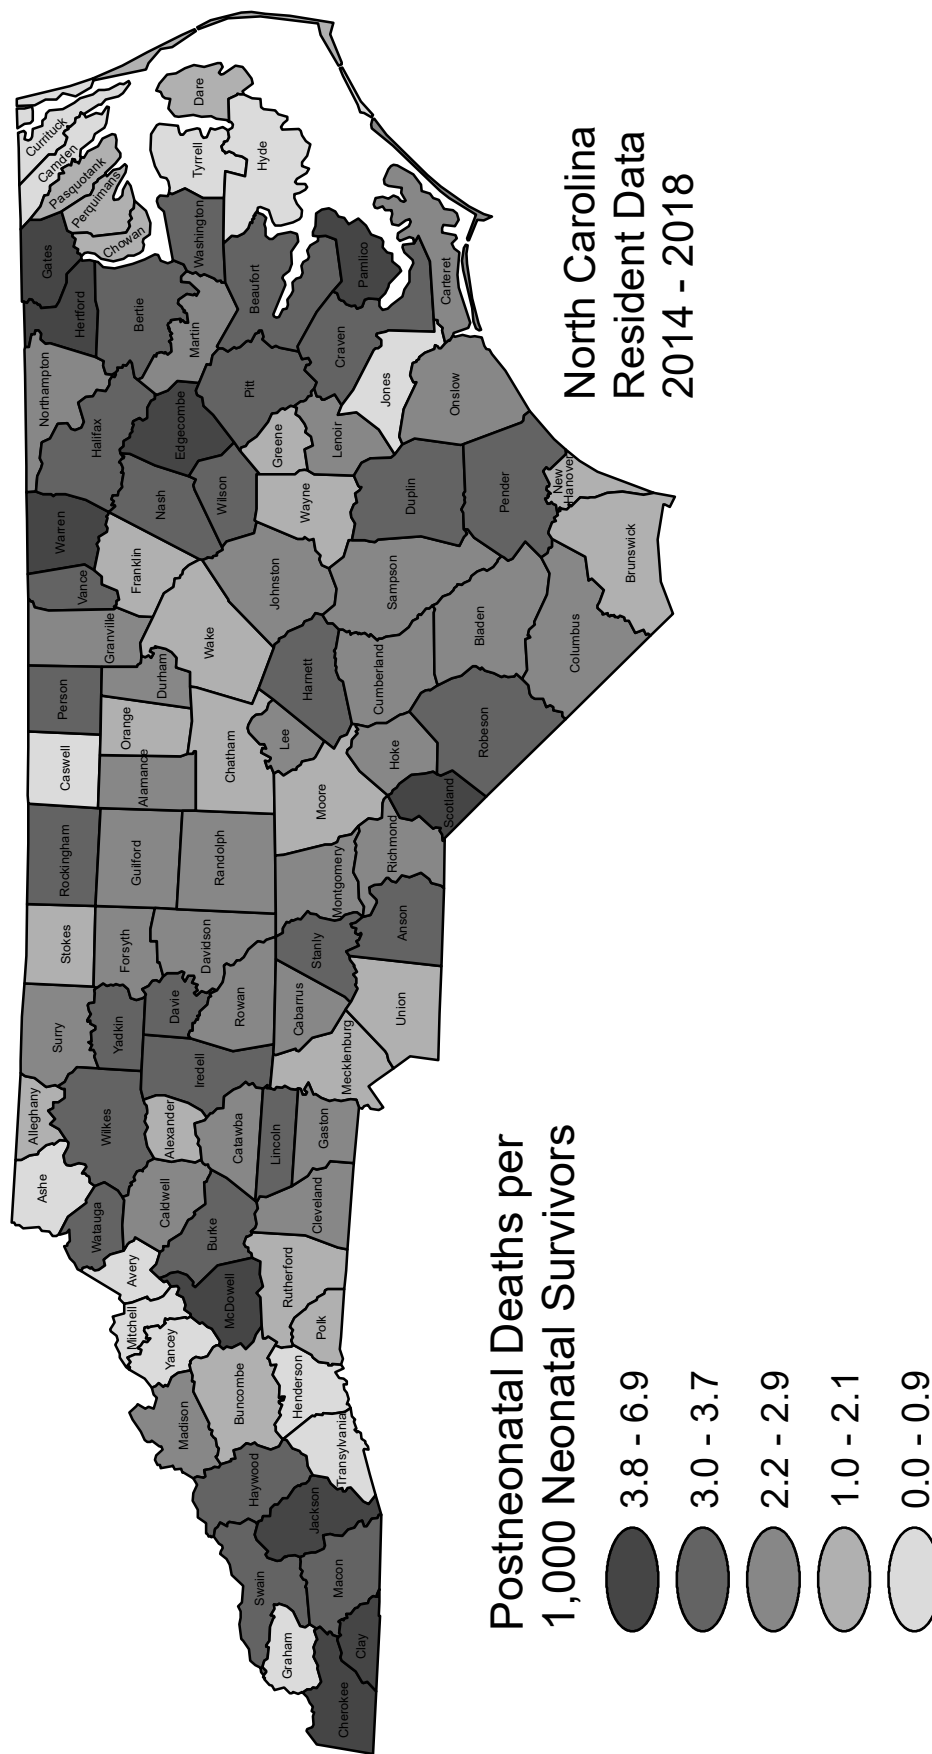 Cherokee
Graham
Clay
Swain
Macon
Jackson
Haywood
Transylvania
Madison
Buncombe
Henderson
Yancey
Mitchell
Avery
McDowell
Polk
Rutherford
Watauga
Ashe
Caldwell
Burke
Cleveland
Alleghany
Wilkes
Alexander
Catawba
Lincoln
Gaston
Surry
Yadkin
Iredell
Mecklenburg
Davie
Rowan
Cabarrus
Union
Stokes
Forsyth
Davidson
Stanly
Anson
Rockingham
Guilford
Randolph
Montgomery
Richmond
Caswell
Alamance
Chatham
Moore
Scotland
Person
Orange
Durham
Lee
Hoke
Robeson
Granville
Wake
Harnett
Cumberland
Bladen
Columbus
Vance
Warren
Franklin
Johnston
Sampson
Brunswick
Halifax
Nash
Wilson
Wayne
Duplin
Pender
New
Hanover
Northampton
Edgecombe
Greene
Lenoir
Jones
Onslow
Hertford
Bertie
Martin
Pitt
Craven
Carteret
Gates
Chowan
Perquimans
Pasquotank
Camden
Currituck
Washington
Tyrrell
Dare
Beaufort
Hyde
Pamlico
Postneonatal Deaths per
1,000 Neonatal Survivors
3.8 - 6.9
3.0 - 3.7
2.2 - 2.9
1.0 - 2.1
0.0 - 0.9
North Carolina
Resident Data
2014 - 2018